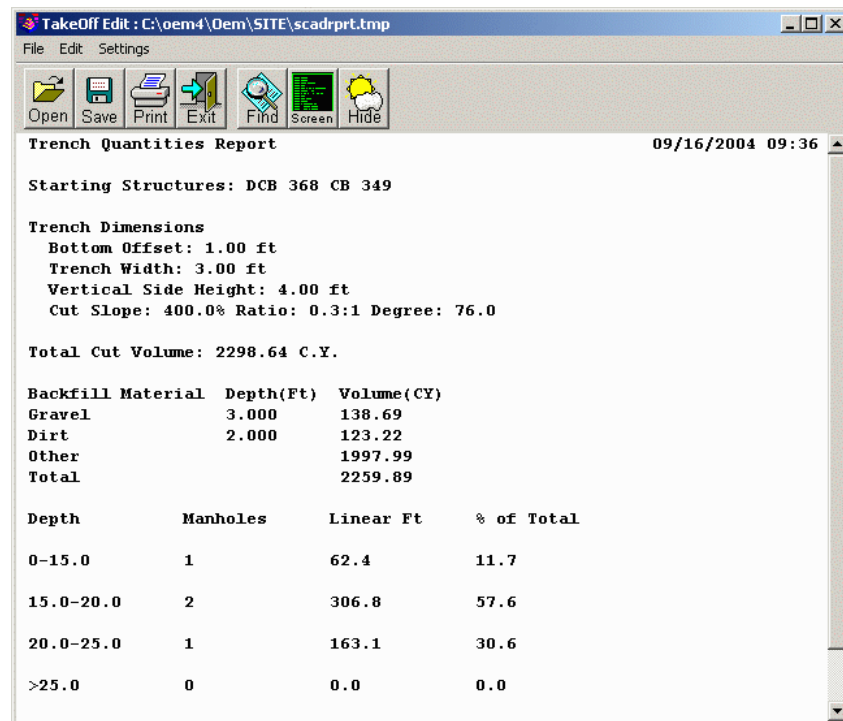 TakeOff Edit : C:\oem4\Oem\SITE\scadrprt.tmp
File Edit Settings
Open Save Print Exit Find Screen Hide
Trench Quantities Report 09/16/2004 09:36
Starting Structures: DCB 368 CB 349
Trench Dimensions
Bottom Offset: 1.00 ft
Trench Width: 3.00 ft
Vertical Side Height: 4.00 ft
Cut Slope: 400.0% Ratio: 0.3:1 Degree: 76.0
Total Cut Volume: 2298.64 C.Y.
Backfill Material Depth(Ft) Volume(CY)
Gravel 3.000 138.69
Dirt 2.000 123.22
Other 1997.99
Total 2259.89
Depth Manholes Linear Ft % of Total
0-15.0 1 62.4 11.7
15.0-20.0 2 306.8 57.6
20.0-25.0 1 163.1 30.6
>25.0 0 0.0 0.0